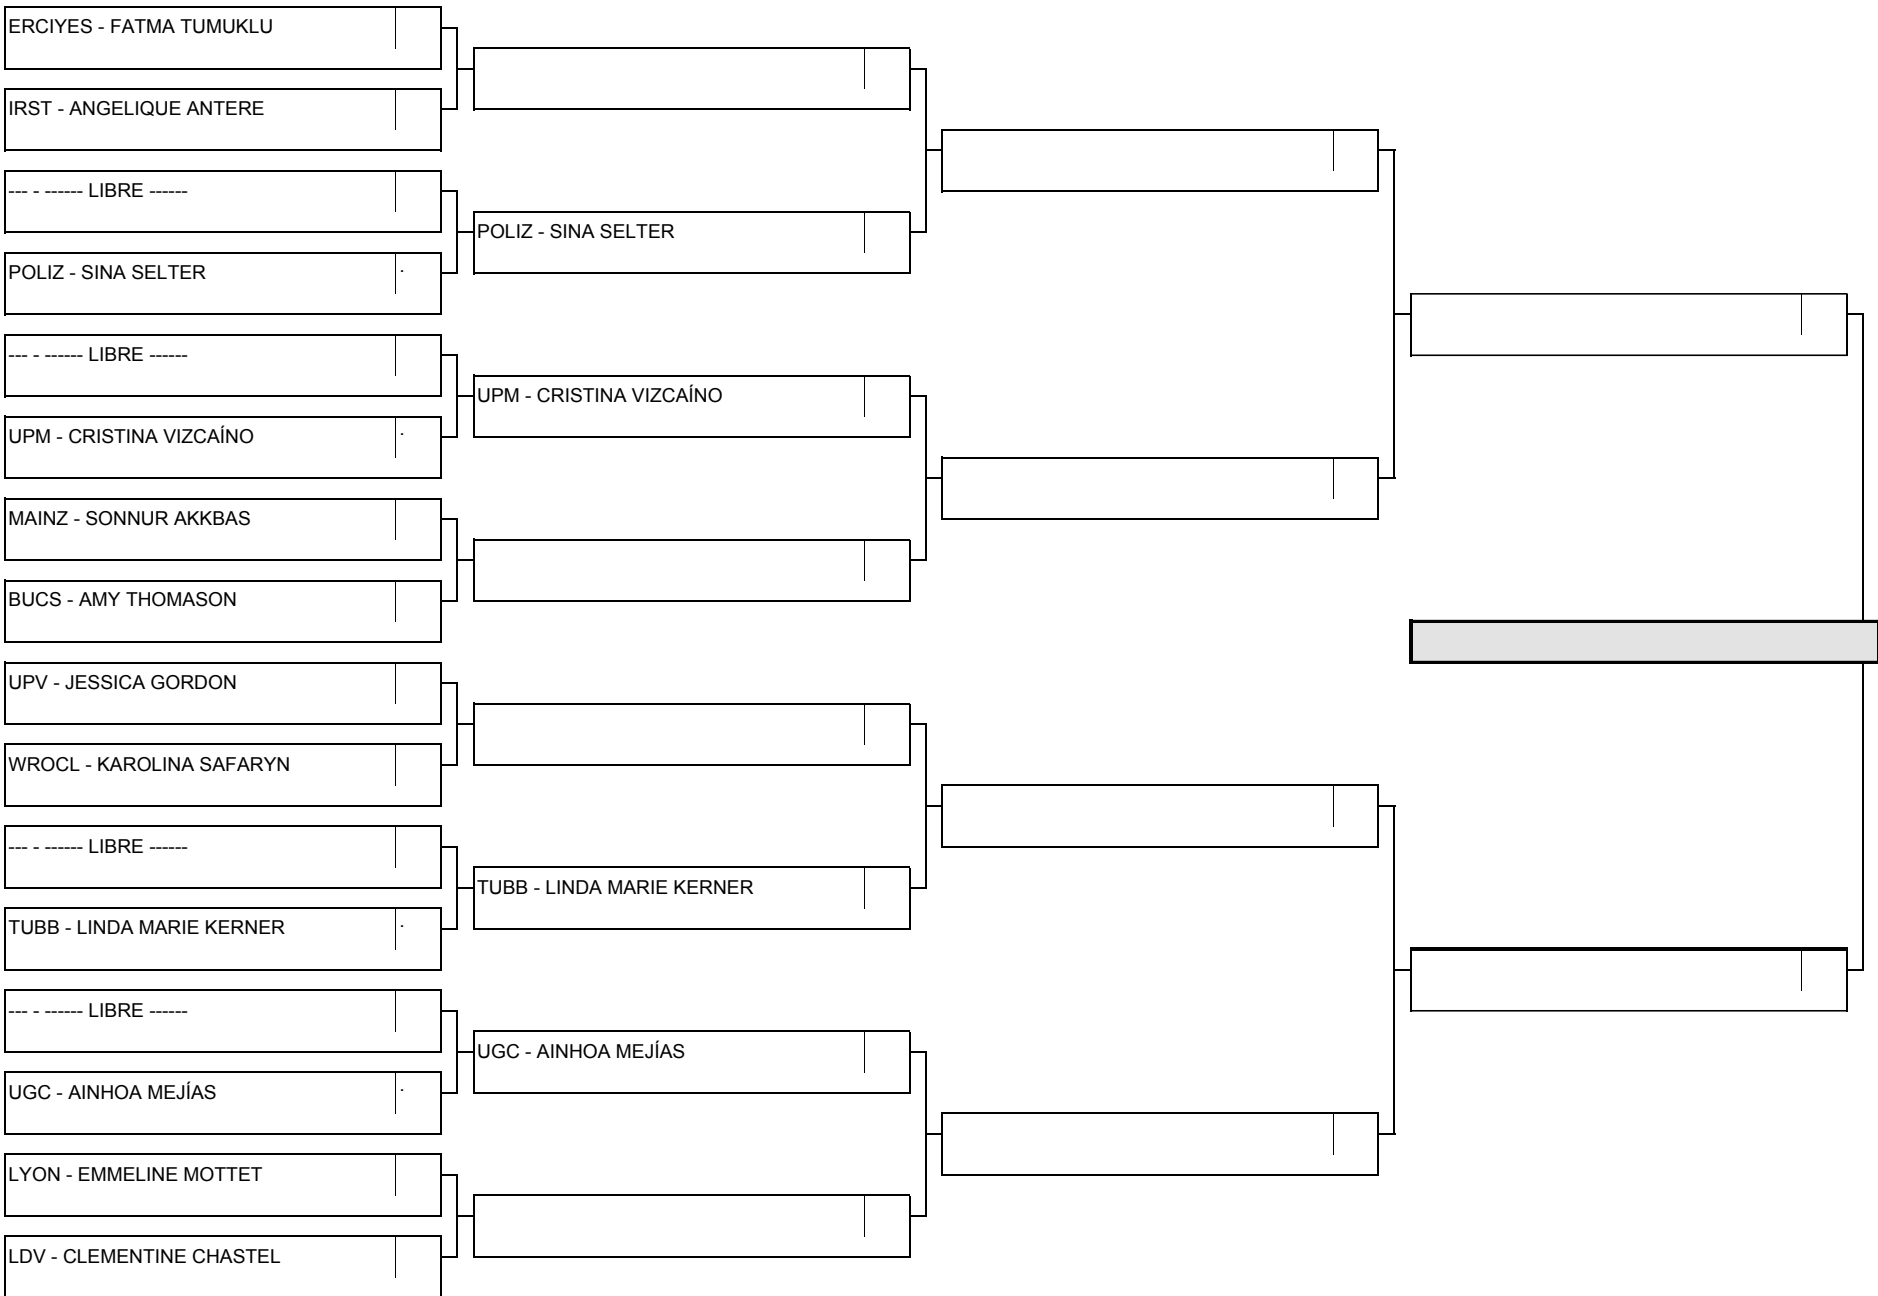 ERCIYES - FATMA TUMUKLU
IRST - ANGELIQUE ANTERE
--- - ------ LIBRE ------
POLIZ - SINA SELTER
POLIZ - SINA SELTER
--- - ------ LIBRE ------
UPM - CRISTINA VIZCAÍNO
UPM - CRISTINA VIZCAÍNO
MAINZ - SONNUR AKKBAS
BUCS - AMY THOMASON
UPV - JESSICA GORDON
WROCL - KAROLINA SAFARYN
--- - ------ LIBRE ------
TUBB - LINDA MARIE KERNER
TUBB - LINDA MARIE KERNER
--- - ------ LIBRE ------
UGC - AINHOA MEJÍAS
UGC - AINHOA MEJÍAS
LYON - EMMELINE MOTTET
LDV - CLEMENTINE CHASTEL